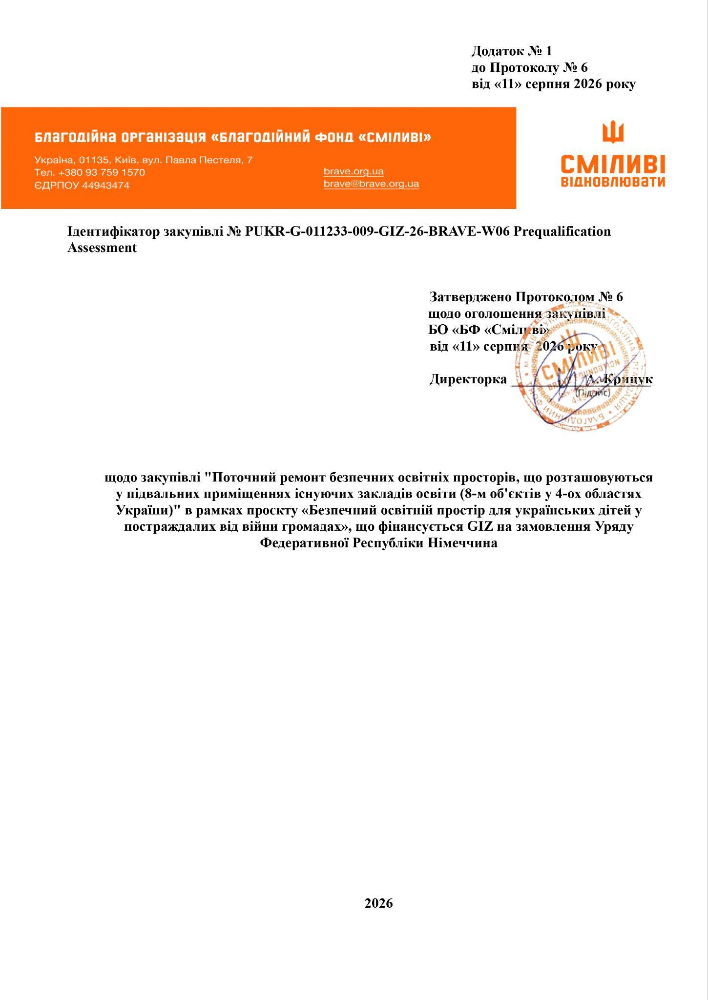 Додаток № 1
до Протоколу № 6
від «11» серпня 2026 року
БЛАГОДІЙНА ОРГАНІЗАЦІЯ «БЛАГОДІЙНИЙ ФОНД «СМІЛИВІ»
Україна, 01135, Київ, вул. Павла Пестеля, 7
Тел. +380 93 759 1570
ЄДРПОУ 44943474
brave.org.ua
brave@brave.org.ua
СМІЛИВІ
ВІДНОВЛЮВАТИ
Ідентифікатор закупівлі № PUKR-G-011233-009-GIZ-26-BRAVE-W06 Prequalification
Assessment
Затверджено Протоколом № 6
щодо оголошення закупівлі
БО «БФ «Сміливі»
від «11» серпня 2026 року
Директорка А. Крицук
(Підпис)
СМІЛИВІ
BRAVE FOUNDATION
щодо закупівлі "Поточний ремонт безпечних освітніх просторів, що розташовуються
у підвальних приміщеннях існуючих закладів освіти (8-м об'єктів у 4-ох областях
України)" в рамках проєкту «Безпечний освітній простір для українських дітей у
постраждалих від війни громадах», що фінансується GIZ на замовлення Уряду
Федеративної Республіки Німеччина
2026